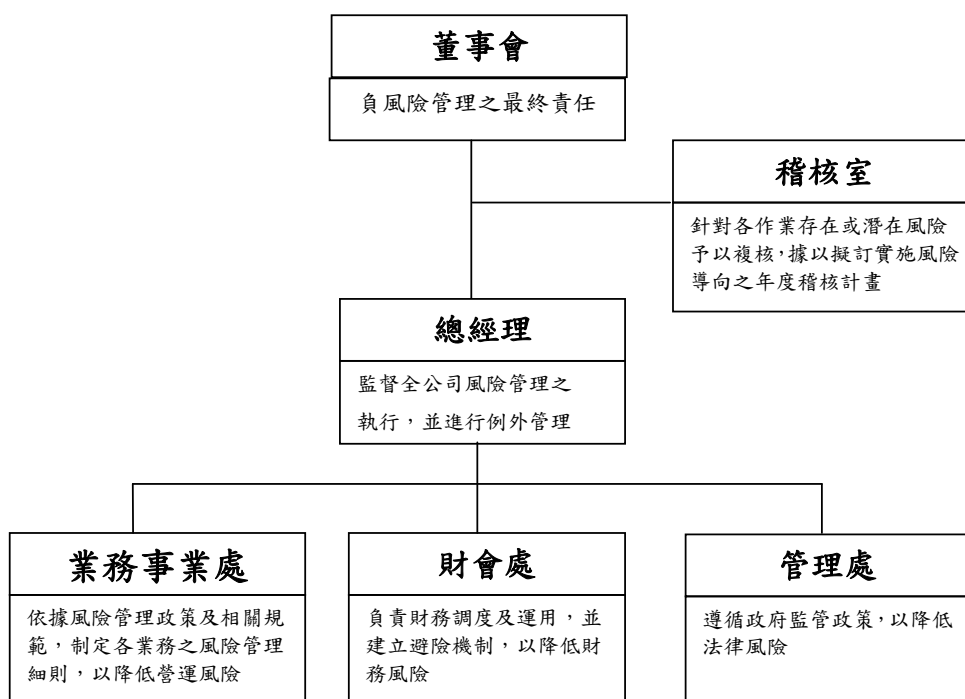 董事會
負風險管理之最終責任
稽核室
針對各作業存在或潛在風險
予以複核，據以擬訂實施風險
導向之年度稽核計畫
總經理
監督全公司風險管理之
執行，並進行例外管理
業務事業處
依據風險管理政策及相關規
範，制定各業務之風險管理
細則，以降低營運風險
財會處
負責財務調度及運用，並
建立避險機制，以降低財
務風險
管理處
遵循政府監管政策，以降低
法律風險